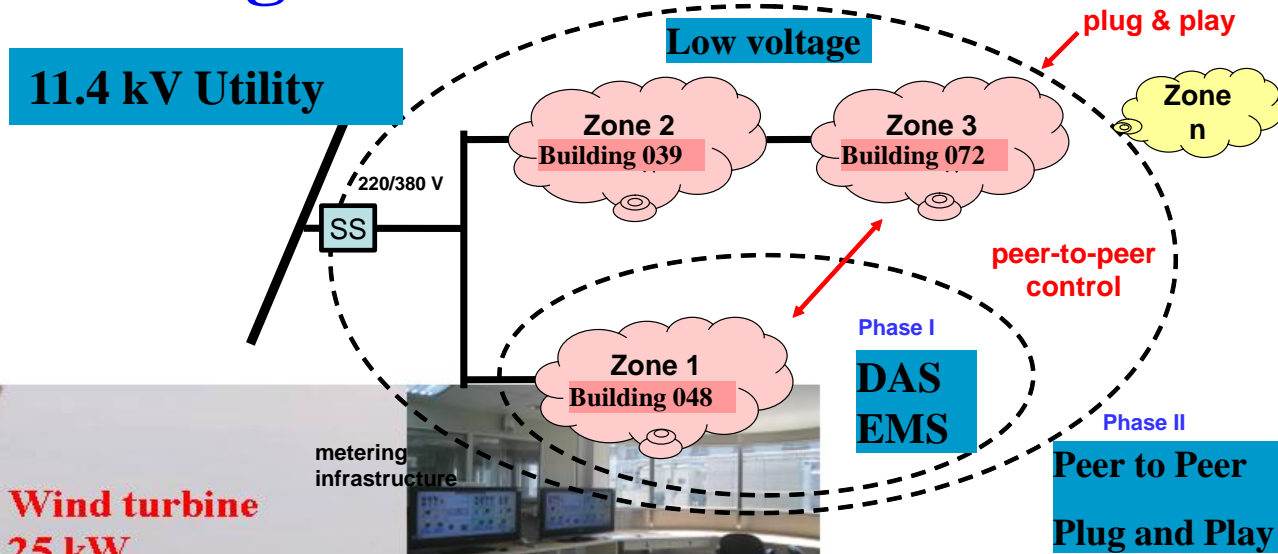 Low voltage
plug & play
11.4 kV Utility
Zone
n
Zone 2
Building 039
Zone 3
Building 072
220/380 V
SS
peer-to-peer
control
Phase I
Zone 1
Building 048
DAS
EMS
Phase II
metering
infrastructure
Peer to Peer
Wind turbine
25 kW
Plug and Play